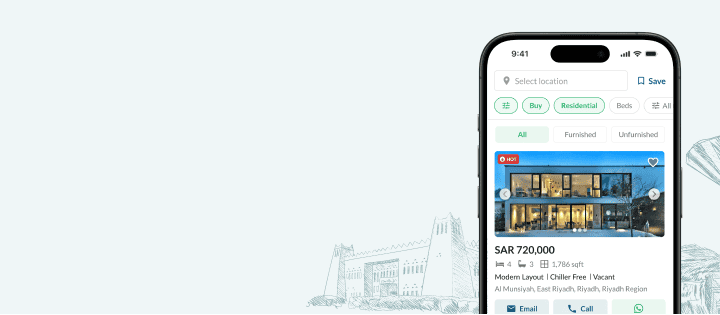 9:41
Select location
Save
Buy Residential Beds All
All Furnished Unfurnished
HOT
SAR 720,000
4 3 1,786 sqft
Modern Layout | Chiller Free | Vacant
Al Munsiyah, East Riyadh, Riyadh, Riyadh Region
Email Call